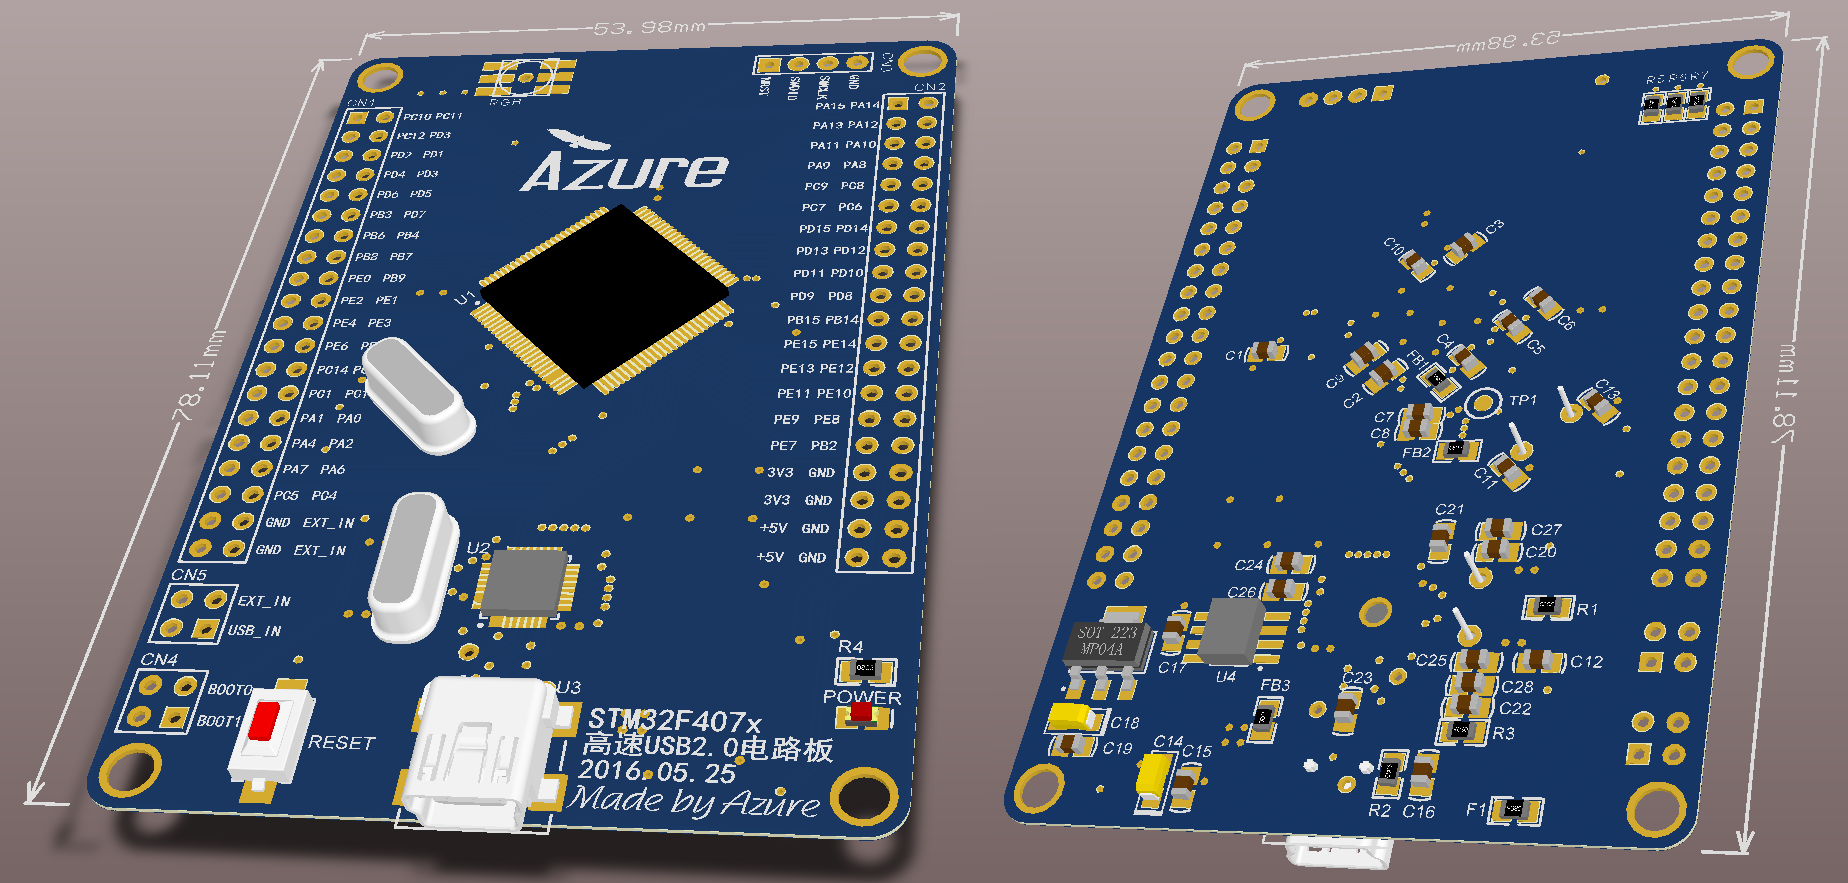 53.98mm
78.11mm
RGB
CN3
NRST
SWDIO
SWCLK
GND
CN1
PC10 PC11
PC12 PD3
PD2 PD1
PD4 PD3
PD6 PD5
PB3 PD7
PB6 PB4
PB8 PB7
PE0 PB9
PE2 PE1
PE4 PE3
PE6
PC14
PC1
PA1 PA0
PA4 PA2
PA7 PA6
PC5 PC4
GND EXT_IN
GND EXT_IN
CN2
PA15 PA14
PA13 PA12
PA11 PA10
PA9 PA8
PC9 PC8
PC7 PC6
PD15 PD14
PD13 PD12
PD11 PD10
PD9 PD8
PB15 PB14
PE15 PE14
PE13 PE12
PE11 PE10
PE9 PE8
PE7 PB2
3V3 GND
3V3 GND
+5V GND
+5V GND
Azure
U1
U2
CN5
EXT_IN
USB_IN
CN4
BOOT0
BOOT1
RESET
U3
R4
POWER
STM32F407x
高速USB2.0电路板
2016.05.25
Made by Azure
53.98mm
78.11mm
R5 R6 R7
C3
C10
C6
C5
C1
C4
FB1
C9
C2
C13
TP1
C7
C8
FB2
C11
C21
C27
C20
C24
C26
R1
SOT 223
MP04A
C17
U4
C25
C12
C28
C22
R3
FB3
C23
C18
C19
C14
C15
R2
C16
F1